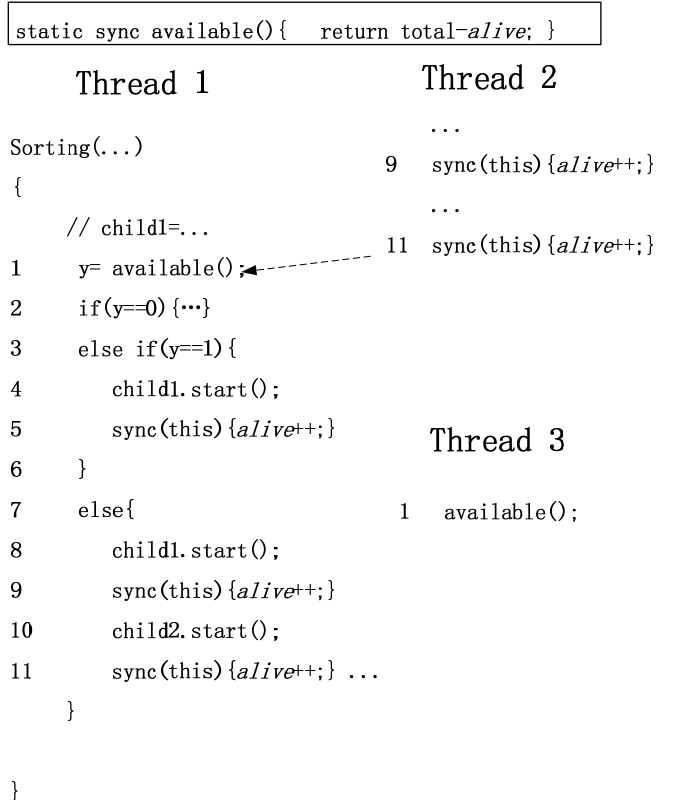 static sync available(){ return total-alive; }
Thread 1
Sorting(...)
{
// child1=...
1 y= available();
2 if(y==0){…}
3 else if(y==1){
4 child1.start();
5 sync(this){alive++;}
6 }
7 else{
8 child1.start();
9 sync(this){alive++;}
10 child2.start();
11 sync(this){alive++;} ...
}
}
Thread 2
...
9 sync(this){alive++;}
...
11 sync(this){alive++;}
Thread 3
1 available();